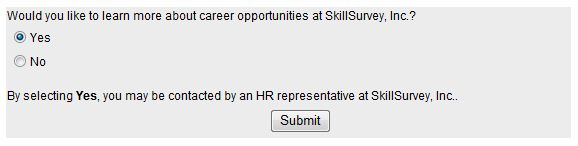 Would you like to learn more about career opportunities at SkillSurvey, Inc.?
Yes
No
By selecting Yes, you may be contacted by an HR representative at SkillSurvey, Inc..
Submit